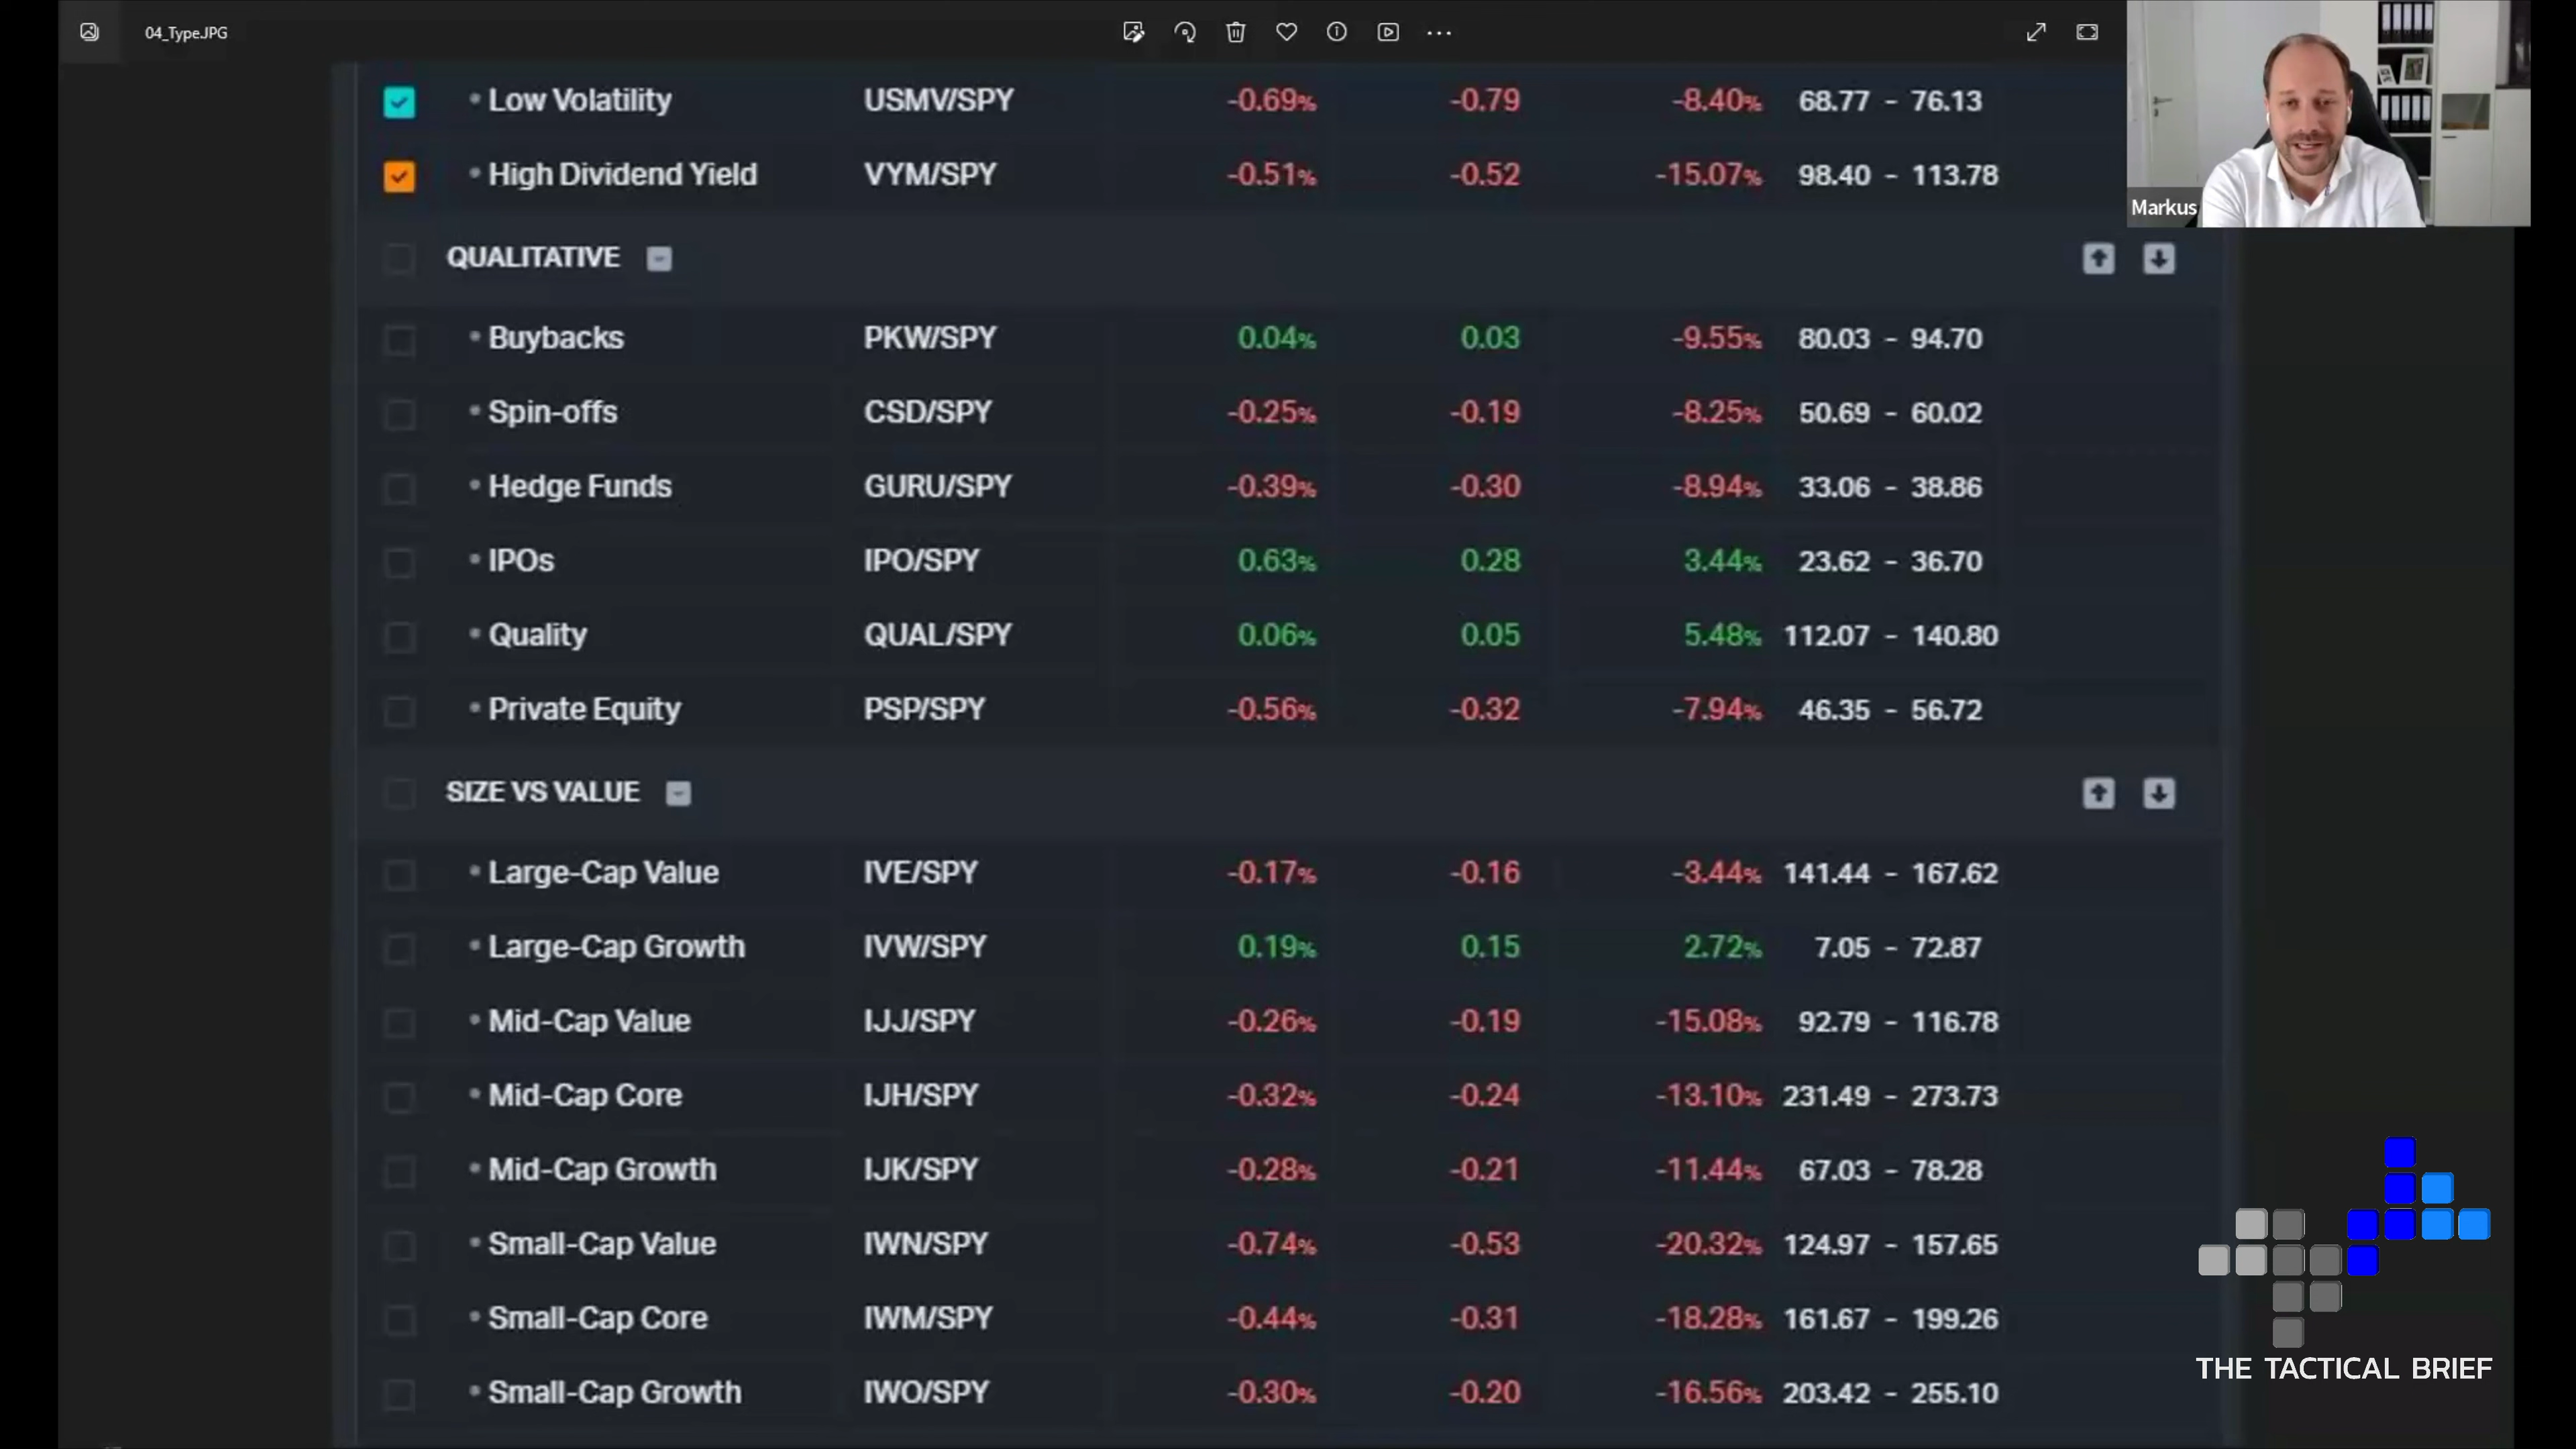 04_Type.JPG
Low Volatility USMV/SPY -0.69% -0.79 -8.40% 68.77 - 76.13
High Dividend Yield VYM/SPY -0.51% -0.52 -15.07% 98.40 - 113.78
Markus
QUALITATIVE
Buybacks PKW/SPY 0.04% 0.03 -9.55% 80.03 - 94.70
Spin-offs CSD/SPY -0.25% -0.19 -8.25% 50.69 - 60.02
Hedge Funds GURU/SPY -0.39% -0.30 -8.94% 33.06 - 38.86
IPOs IPO/SPY 0.63% 0.28 3.44% 23.62 - 36.70
Quality QUAL/SPY 0.06% 0.05 5.48% 112.07 - 140.80
Private Equity PSP/SPY -0.56% -0.32 -7.94% 46.35 - 56.72
SIZE VS VALUE
Large-Cap Value IVE/SPY -0.17% -0.16 -3.44% 141.44 - 167.62
Large-Cap Growth IVW/SPY 0.19% 0.15 2.72% 7.05 - 72.87
Mid-Cap Value IJJ/SPY -0.26% -0.19 -15.08% 92.79 - 116.78
Mid-Cap Core IJH/SPY -0.32% -0.24 -13.10% 231.49 - 273.73
Mid-Cap Growth IJK/SPY -0.28% -0.21 -11.44% 67.03 - 78.28
Small-Cap Value IWN/SPY -0.74% -0.53 -20.32% 124.97 - 157.65
Small-Cap Core IWM/SPY -0.44% -0.31 -18.28% 161.67 - 199.26
Small-Cap Growth IWO/SPY -0.30% -0.20 -16.56% 203.42 - 255.10
THE TACTICAL BRIEF